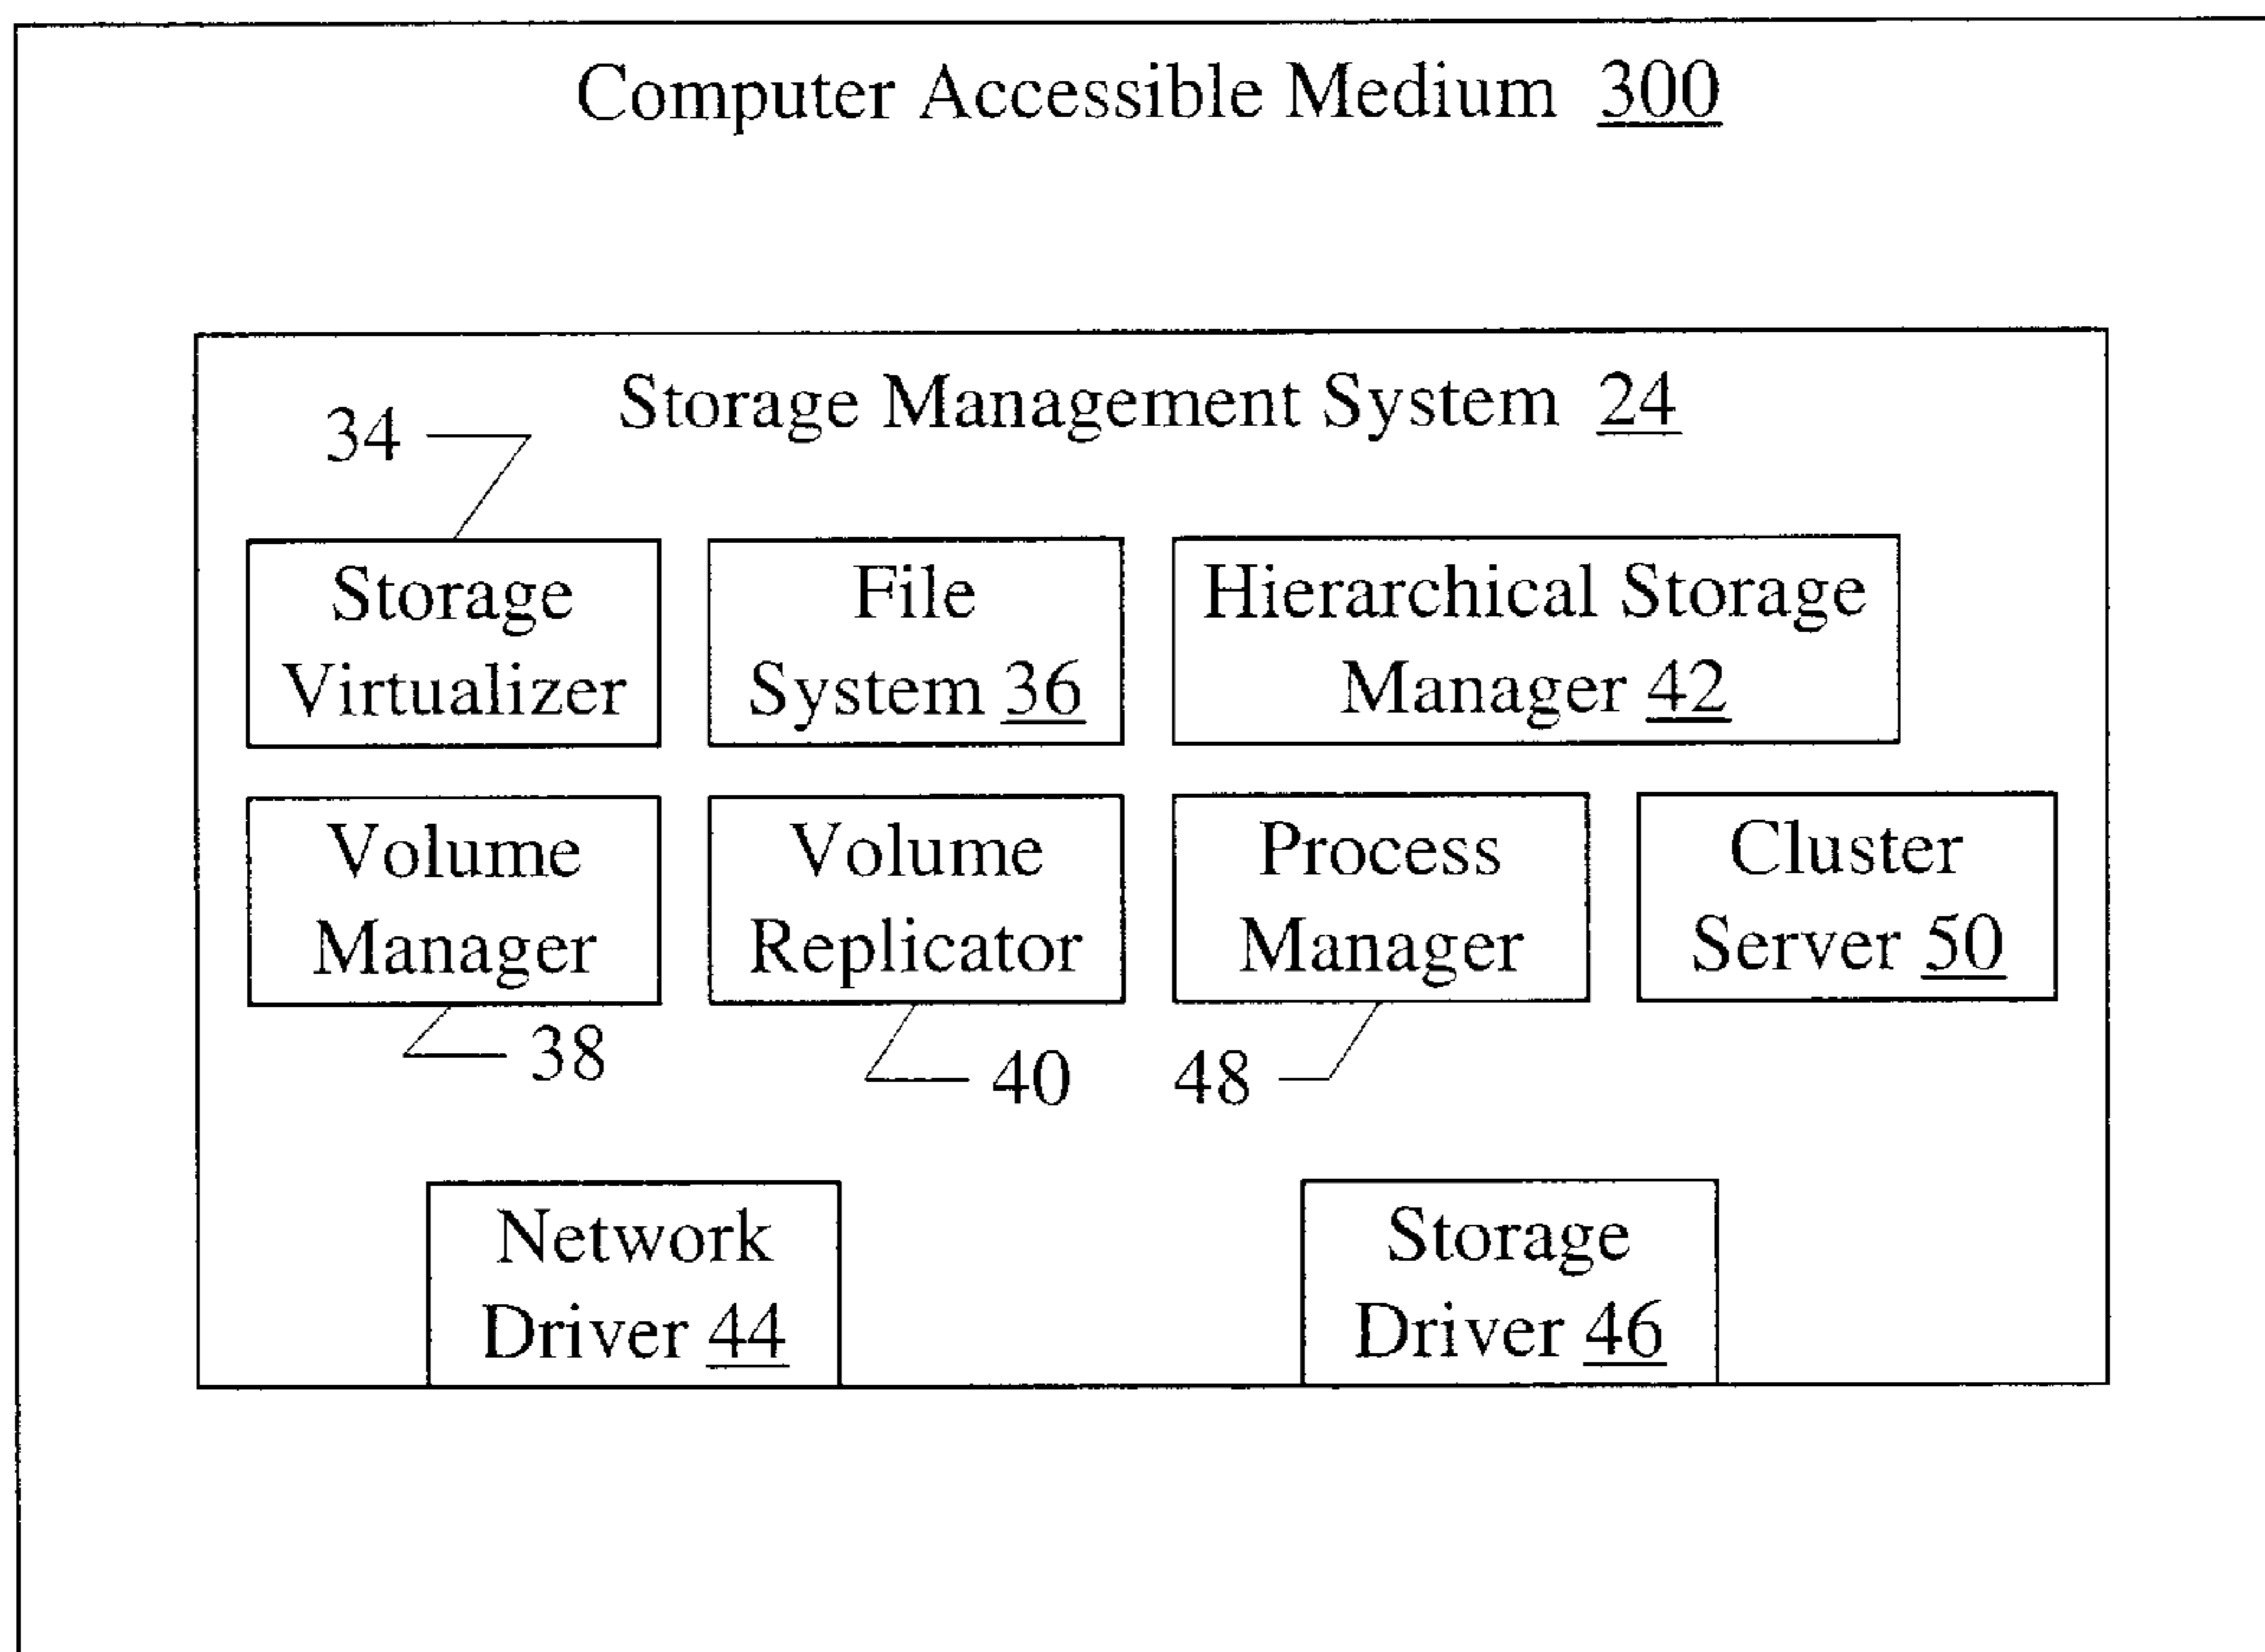 Computer Accessible Medium 300
Storage Management System 24
34
Storage
Virtualizer
File
System 36
Hierarchical Storage
Manager 42
Volume
Manager
Volume
Replicator
Process
Manager
Cluster
Server 50
38
40
48
Network
Driver 44
Storage
Driver 46